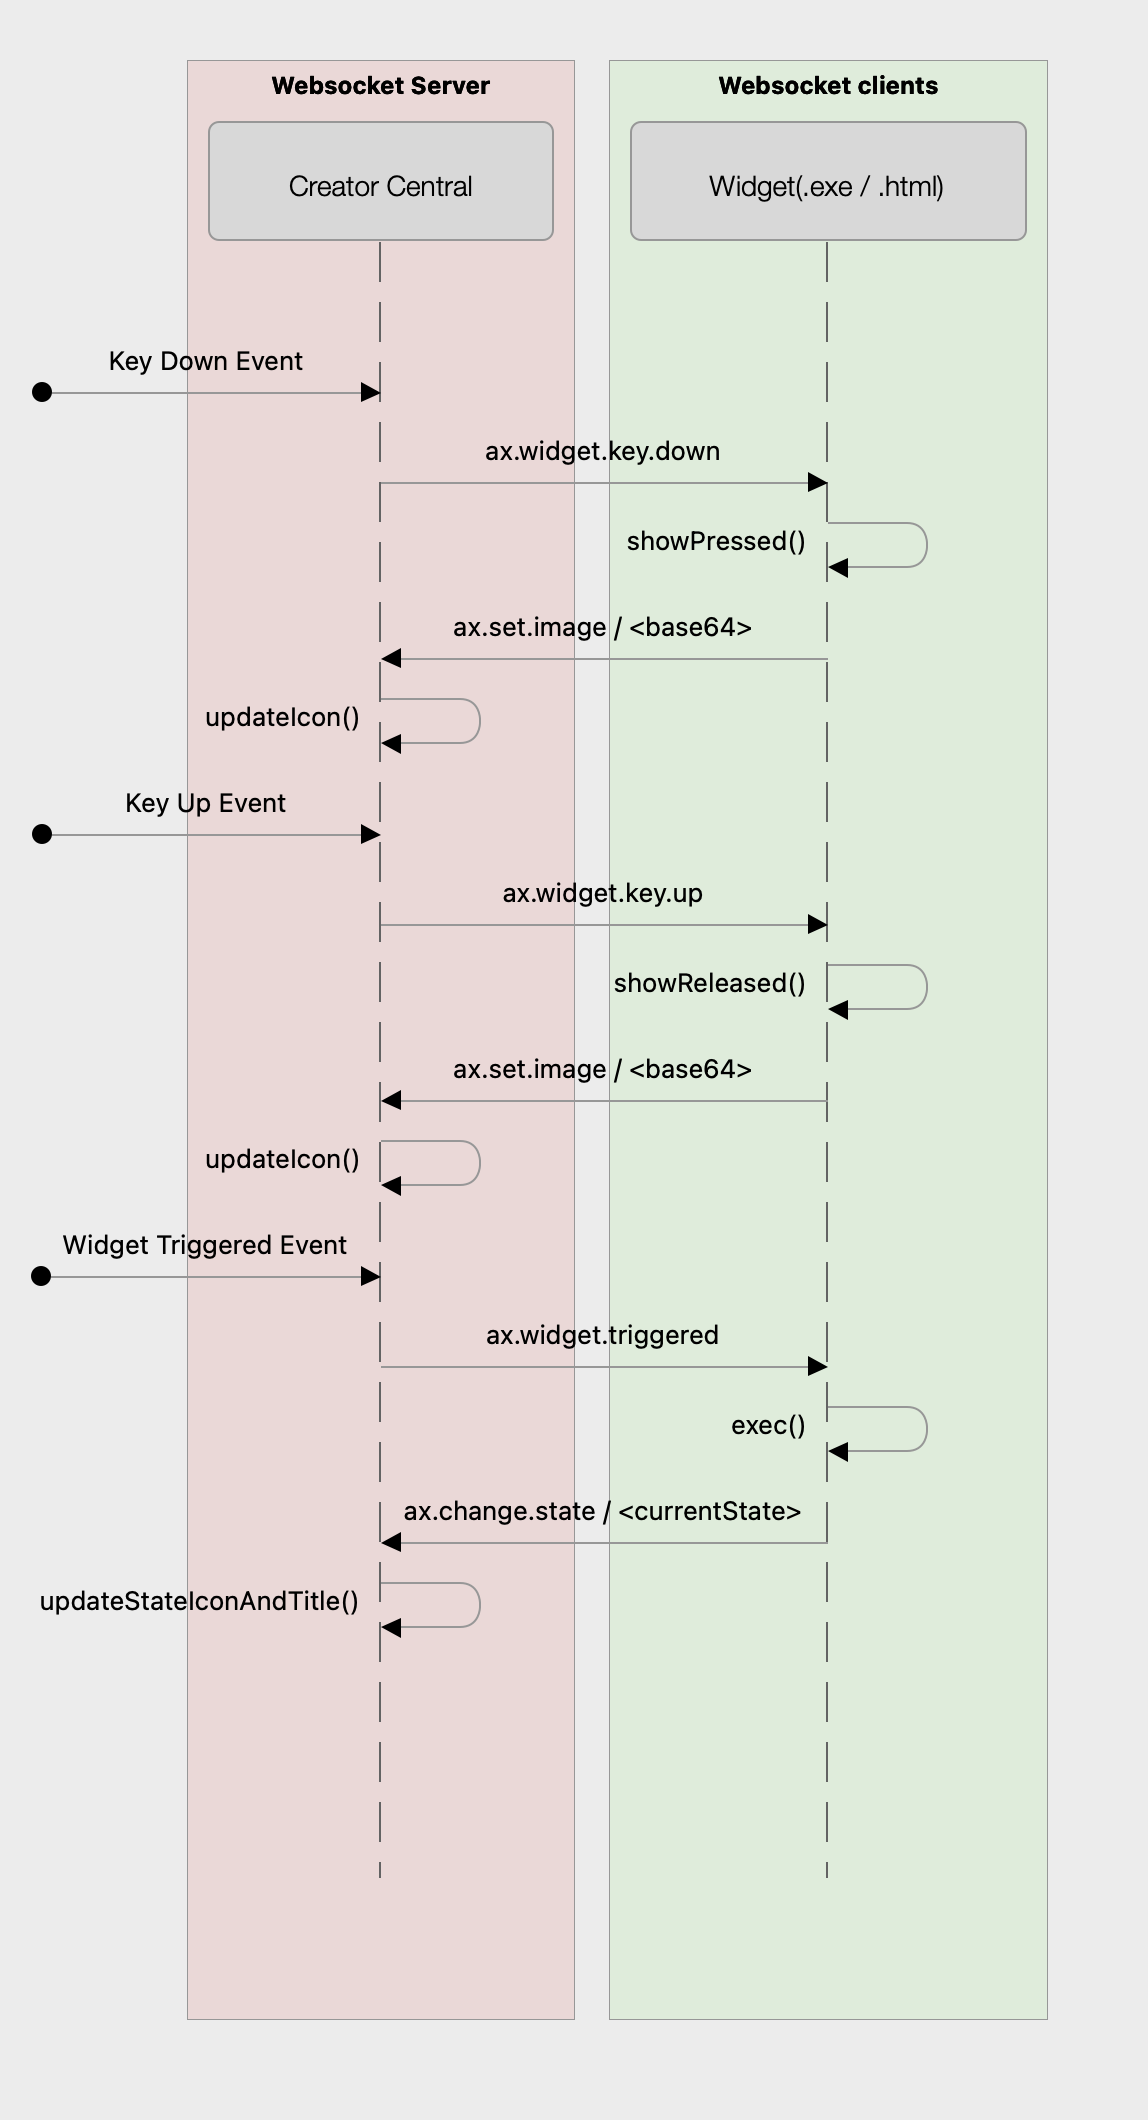 Websocket Server
Websocket clients
Creator Central
Widget(.exe / .html)
Key Down Event
ax.widget.key.down
showPressed()
ax.set.image / <base64>
updateIcon()
Key Up Event
ax.widget.key.up
showReleased()
ax.set.image / <base64>
updateIcon()
Widget Triggered Event
ax.widget.triggered
exec()
ax.change.state / <currentState>
updateStateIconAndTitle()